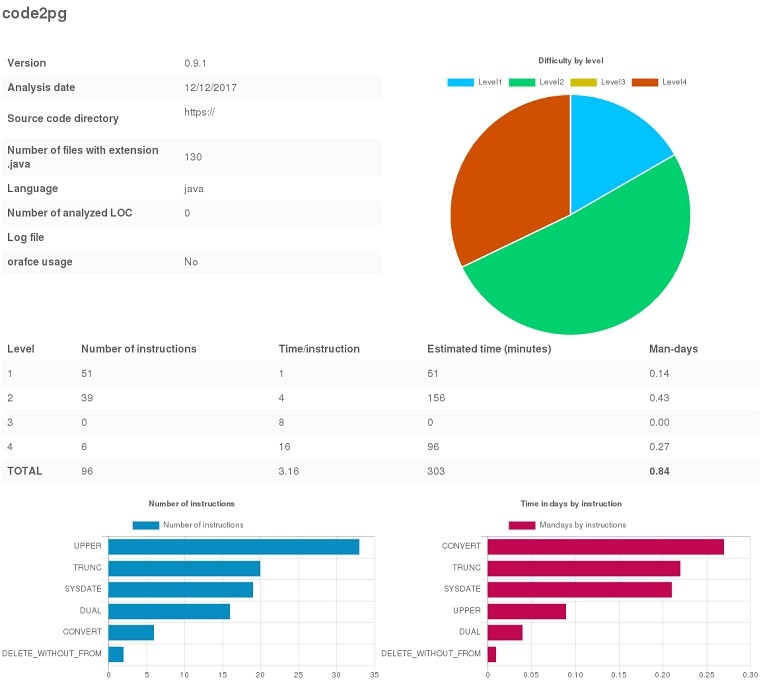 code2pg
Version 0.9.1
Analysis date 12/12/2017
Source code directory https://
Number of files with extension
.java 130
Language java
Number of analyzed LOC 0
Log file
orafce usage No
Difficulty by level
Level1 Level2 Level3 Level4
Level Number of instructions Time/instruction Estimated time (minutes) Man-days
1 51 1 51 0.14
2 39 4 156 0.43
3 0 8 0 0.00
4 6 16 96 0.27
TOTAL 96 3.16 303 0.84
Number of instructions
Number of instructions
UPPER
TRUNC
SYSDATE
DUAL
CONVERT
DELETE_WITHOUT_FROM
0 5 10 15 20 25 30 35
Time in days by instruction
Mandays by instructions
CONVERT
TRUNC
SYSDATE
UPPER
DUAL
DELETE_WITHOUT_FROM
0 0.05 0.10 0.15 0.20 0.25 0.30